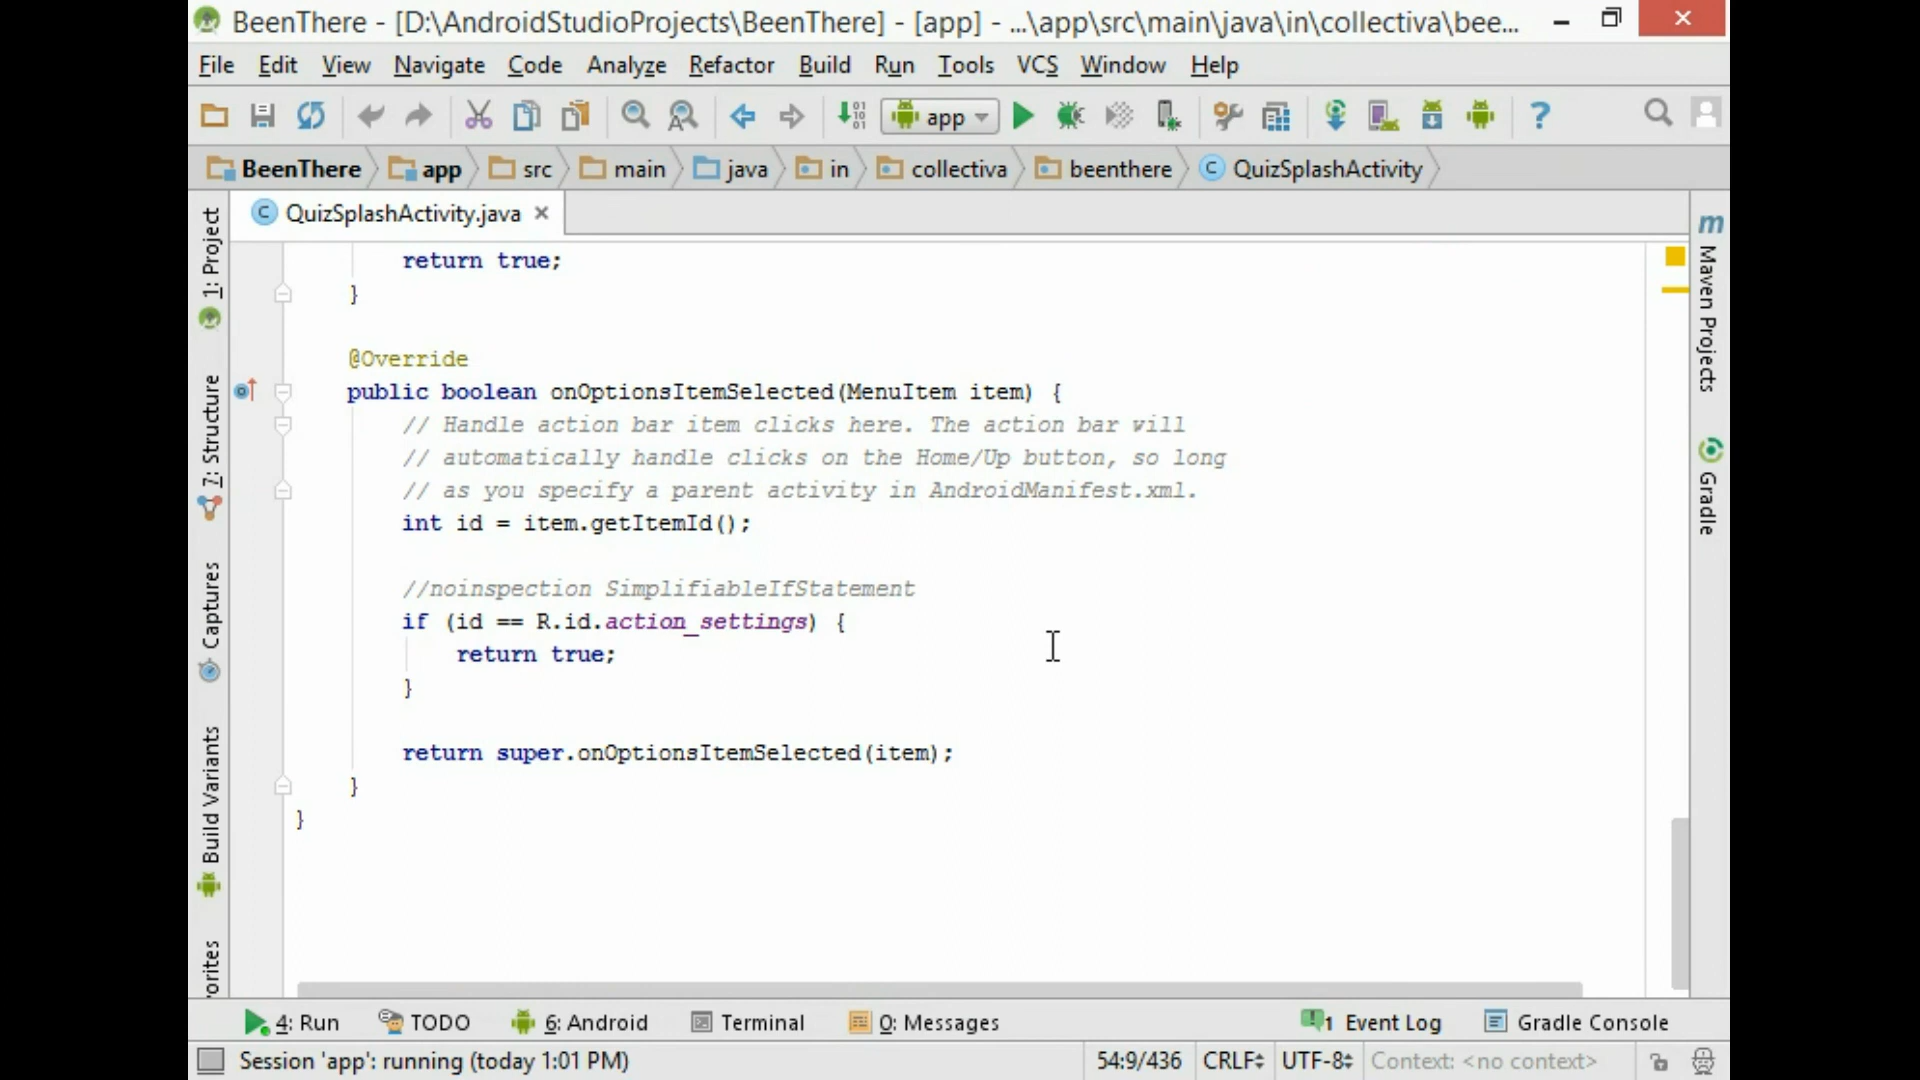 BeenThere - [D:\AndroidStudioProjects\BeenThere] - [app] - ...\app\src\main\java\in\collectiva\bee...
File Edit View Navigate Code Analyze Refactor Build Run Tools VCS Window Help
app
BeenThere app src main java in collectiva beenthere QuizSplashActivity
QuizSplashActivity.java
1: Project
7: Structure
Captures
Build Variants
orites
return true;
}
@Override
public boolean onOptionsItemSelected(MenuItem item) {
// Handle action bar item clicks here. The action bar will
// automatically handle clicks on the Home/Up button, so long
// as you specify a parent activity in AndroidManifest.xml.
int id = item.getItemId();
//noinspection SimplifiableIfStatement
if (id == R.id.action_settings) {
return true;
}
return super.onOptionsItemSelected(item);
}
}
Maven Projects
Gradle
4: Run TODO 6: Android Terminal 0: Messages 1 Event Log Gradle Console
Session 'app': running (today 1:01 PM) 54:9/436 CRLF UTF-8 Context: <no context>